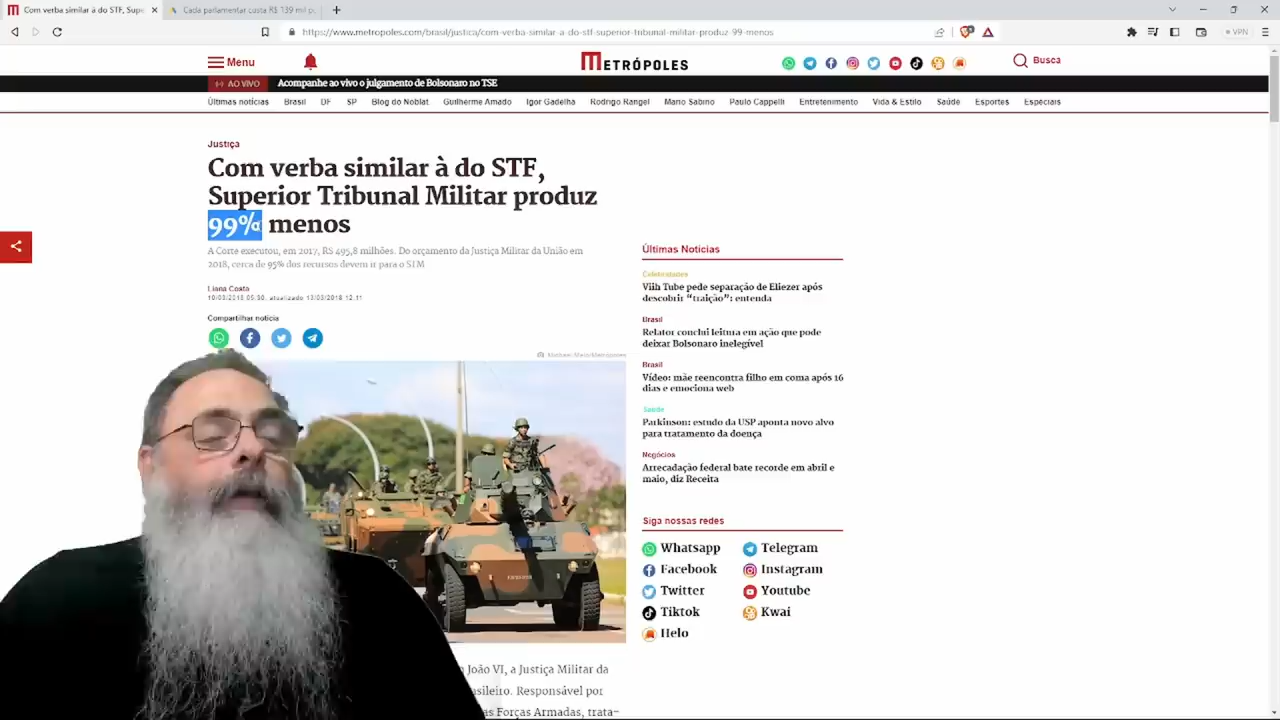 Com verba similar à do STF, Supe
Cada parlamentar custa R$ 139 mil p
https://www.metropoles.com/brasil/justica/com-verba-similar-a-do-stf-superior-tribunal-militar-produz-99-menos
VPN
Menu
METRÓPOLES
Busca
AO VIVO
Acompanhe ao vivo o julgamento de Bolsonaro no TSE
Últimas notícias Brasil DF SP Blog do Noblat Guilherme Amado Igor Gadelha Rodrigo Rangel Mario Sabino Paulo Cappelli Entretenimento Vida & Estilo Saúde Esportes Especiais
Justiça
Com verba similar à do STF,
Superior Tribunal Militar produz
99% menos
A Corte executou, em 2017, R$ 495,8 milhões. Do orçamento da Justiça Militar da União em
2018, cerca de 95% dos recursos devem ir para o STM
Liana Costa
Compartilhar notícia
João VI, a Justiça Militar da
Responsável por
as Forças Armadas, trata-
Últimas Notícias
Celebridades
Viih Tube pede separação de Eliezer após
descobrir “traição”: entenda
Brasil
Relator conclui leitura em ação que pode
deixar Bolsonaro inelegível
Brasil
Vídeo: mãe reencontra filho em coma após 16
dias e emociona web
Saúde
Parkinson: estudo da USP aponta novo alvo
para tratamento da doença
Negócios
Arrecadação federal bate recorde em abril e
maio, diz Receita
Siga nossas redes
Whatsapp Telegram
Facebook Instagram
Twitter Youtube
Tiktok Kwai
Helo